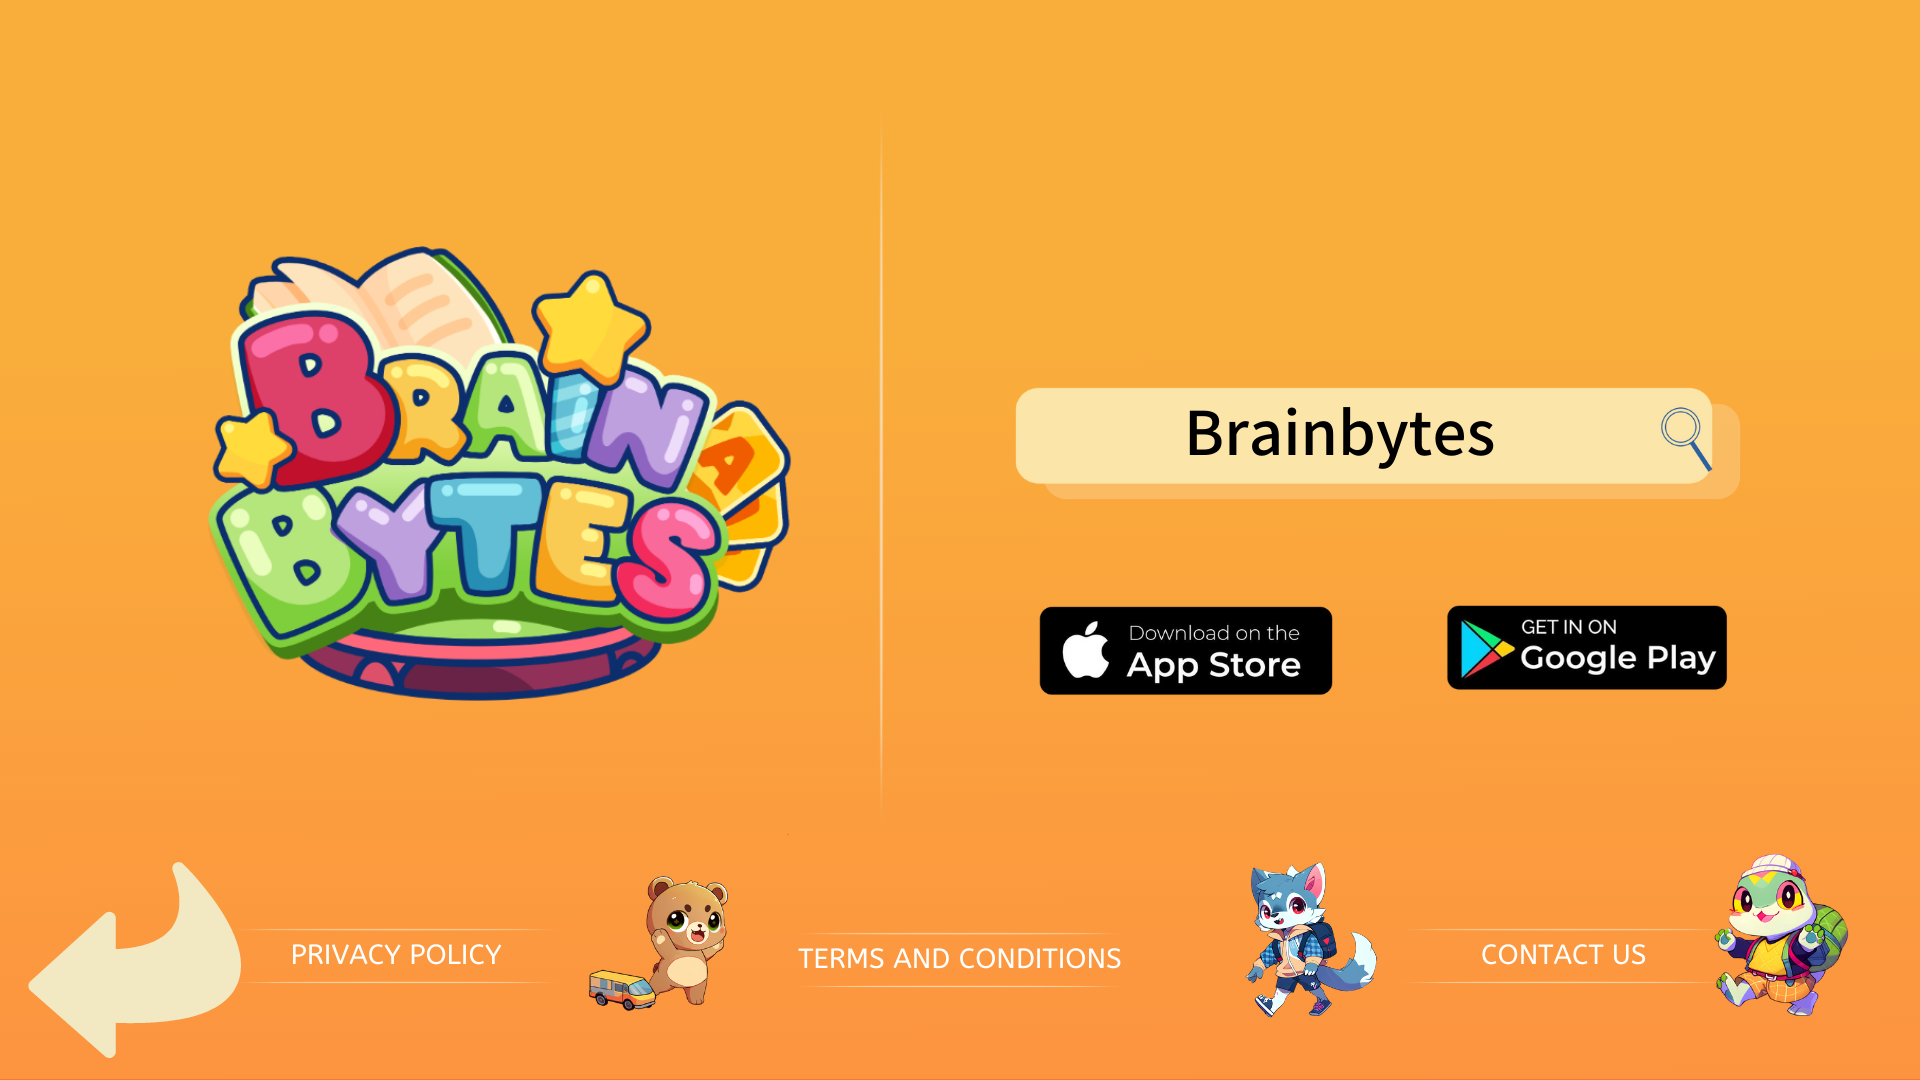 BRAIN
BYTES
A
Brainbytes
Download on the
App Store
GET IN ON
Google Play
PRIVACY POLICY
TERMS AND CONDITIONS
CONTACT US